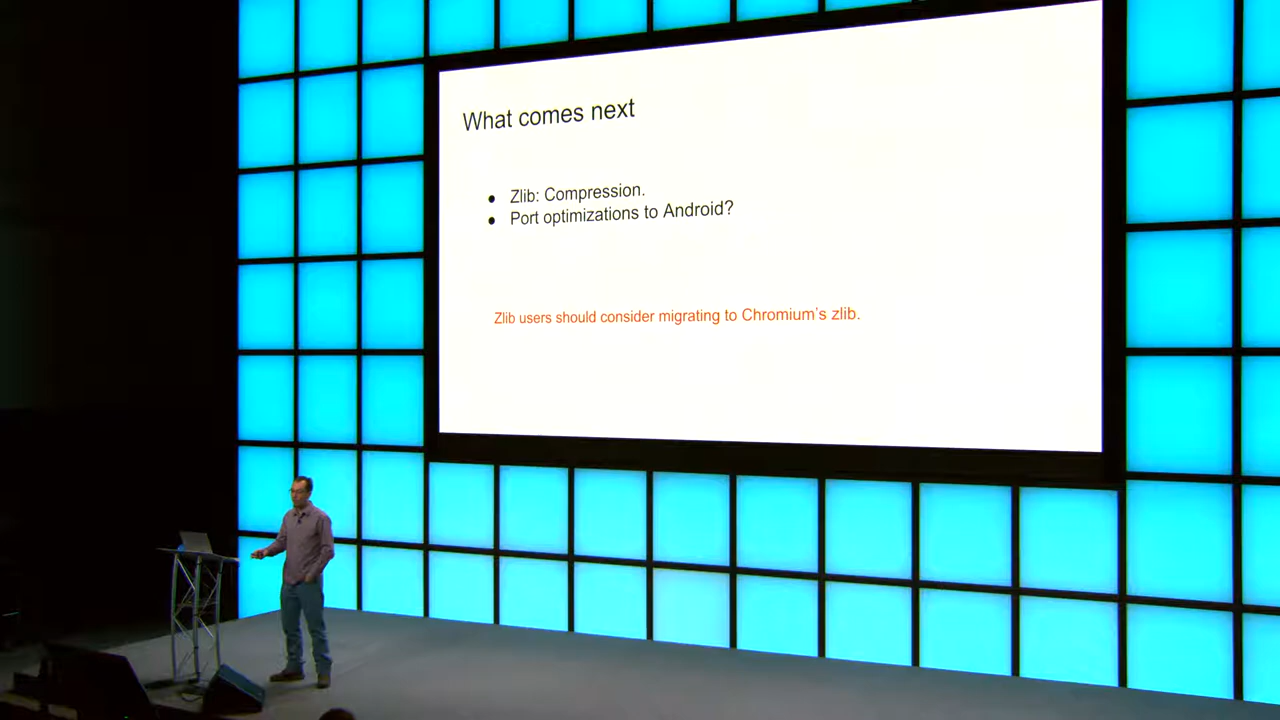 What comes next
● Zlib: Compression.
● Port optimizations to Android?
Zlib users should consider migrating to Chromium's zlib.